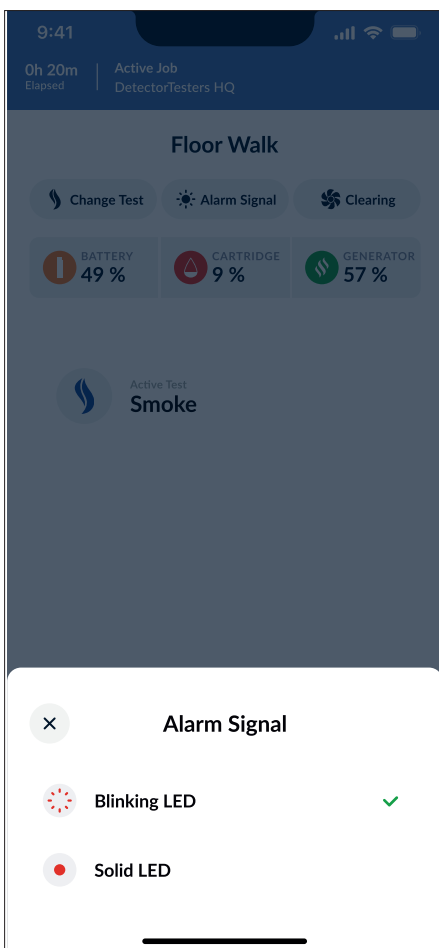 9:41
0h 20m
Elapsed
Active Job
DetectorTesters HQ
Floor Walk
Change Test
Alarm Signal
Clearing
BATTERY
49 %
CARTRIDGE
9 %
GENERATOR
57 %
Active Test
Smoke
Alarm Signal
Blinking LED
Solid LED